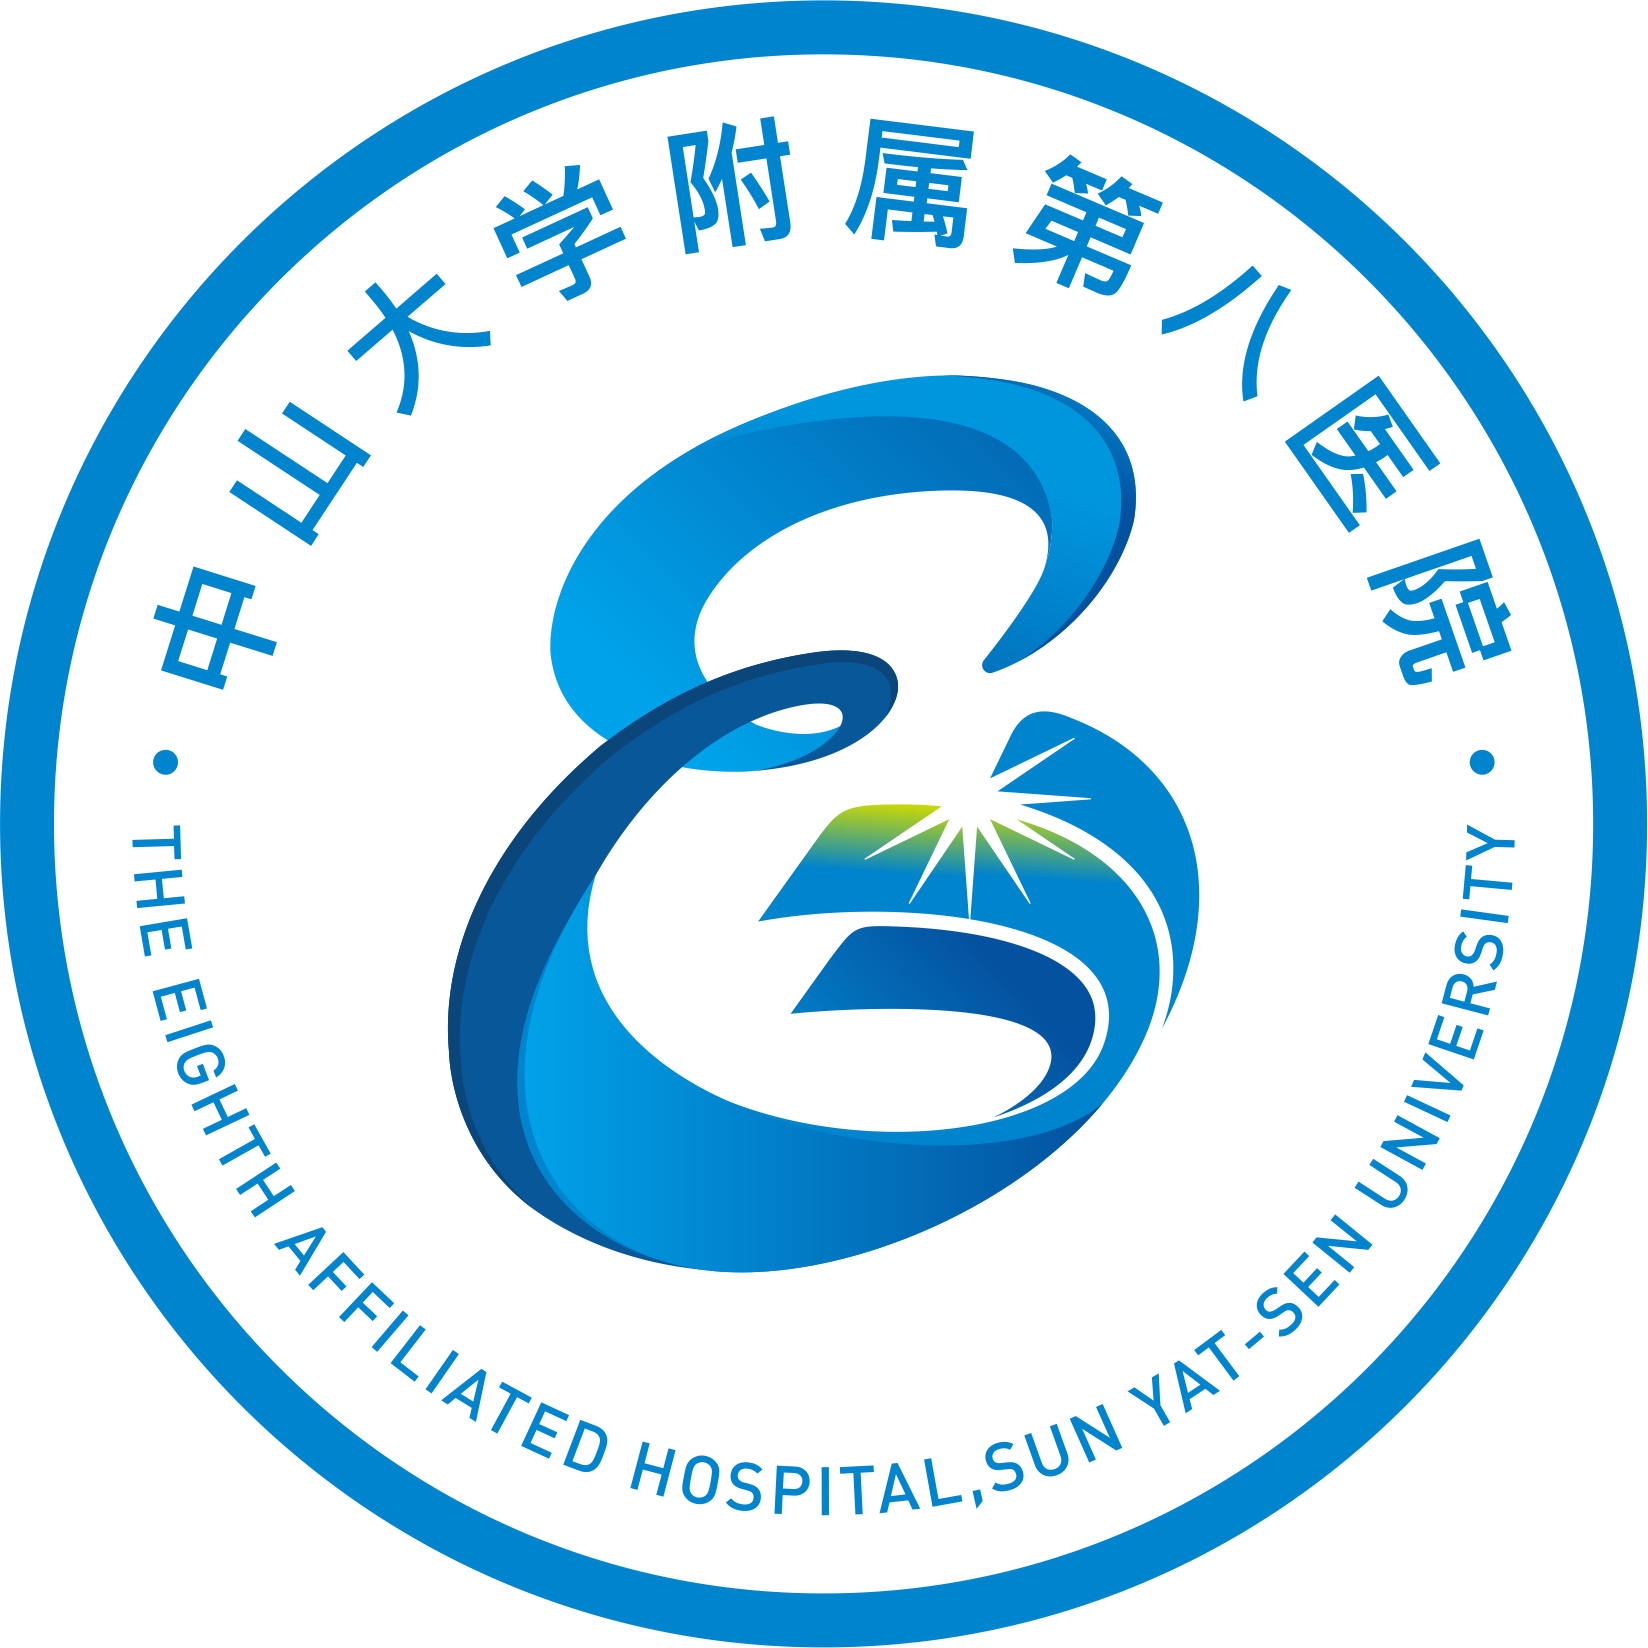 中山大学附属第八医院
THE EIGHTH AFFILIATED HOSPITAL,SUN YAT-SEN UNIVERSITY